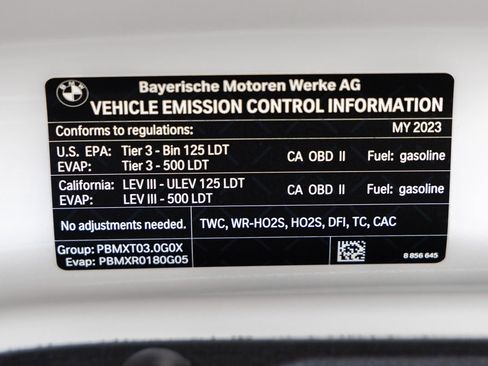 BMW
Bayerische Motoren Werke AG
VEHICLE EMISSION CONTROL INFORMATION
Conforms to regulations: MY 2023
U.S. EPA: Tier 3 - Bin 125 LDT CA OBD II Fuel: gasoline
EVAP: Tier 3 - 500 LDT
California: LEV III - ULEV 125 LDT CA OBD II Fuel: gasoline
EVAP: LEV III - 500 LDT
No adjustments needed. TWC, WR-HO2S, HO2S, DFI, TC, CAC
Group: PBMXT03.0G0X
Evap: PBMXR0180G05 8 856 645